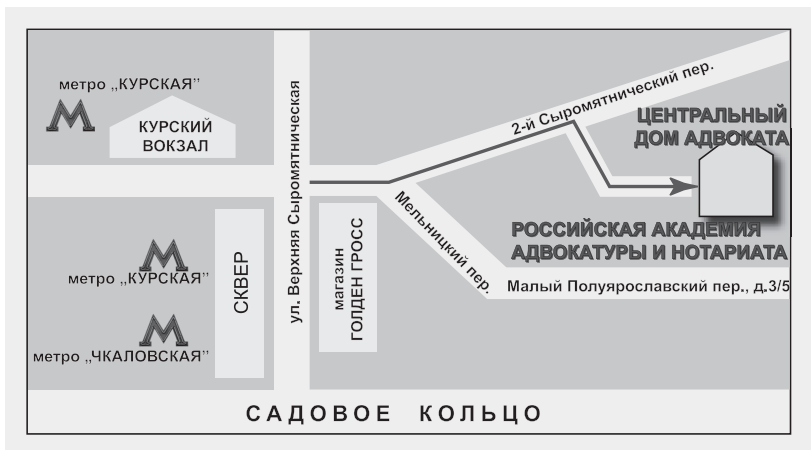 метро „КУРСКАЯ”
КУРСКИЙ
ВОКЗАЛ
ул. Верхняя Сыромятническая
2-й Сыромятнический пер.
ЦЕНТРАЛЬНЫЙ
ДОМ АДВОКАТА
Мельницкий пер.
РОССИЙСКАЯ АКАДЕМИЯ
АДВОКАТУРЫ И НОТАРИАТА
Малый Полуярославский пер., д.3/5
СКВЕР
магазин
ГОЛДЕН ГРОСС
метро „КУРСКАЯ”
метро „ЧКАЛОВСКАЯ”
САДОВОЕ КОЛЬЦО